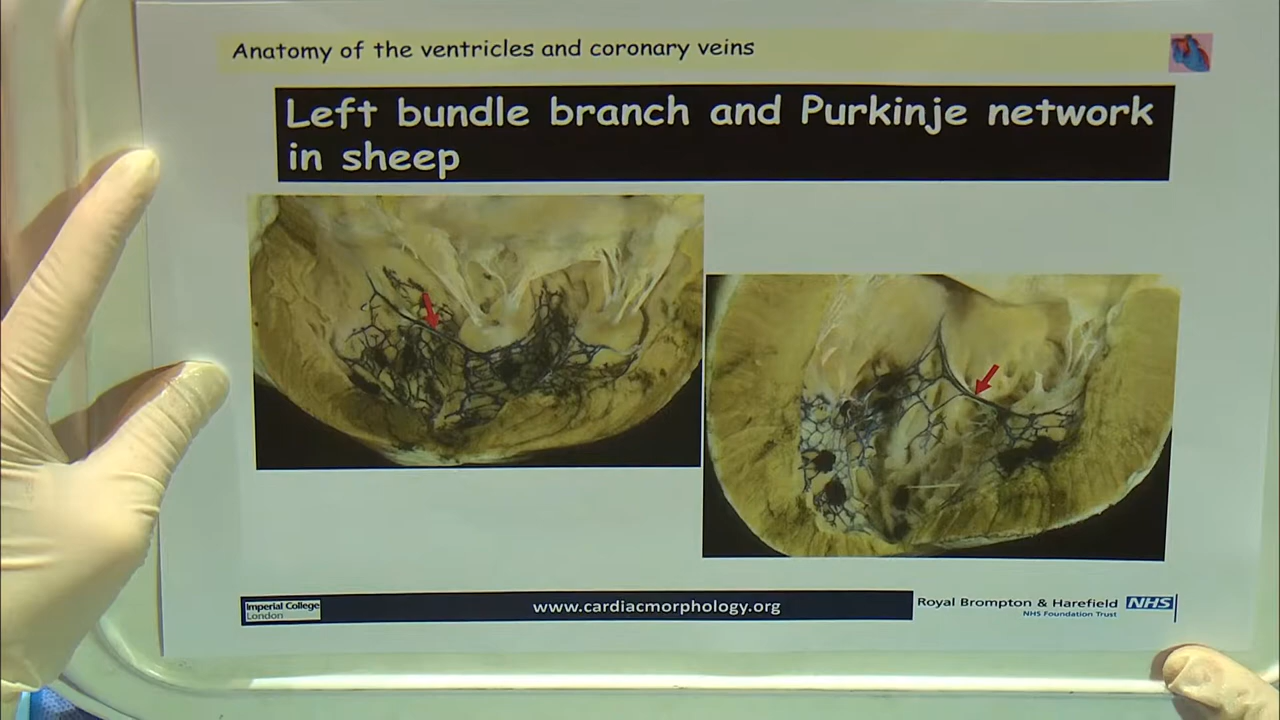 Anatomy of the ventricles and coronary veins
Left bundle branch and Purkinje network
in sheep
Imperial College
London
www.cardiacmorphology.org
Royal Brompton & Harefield NHS
NHS Foundation Trust